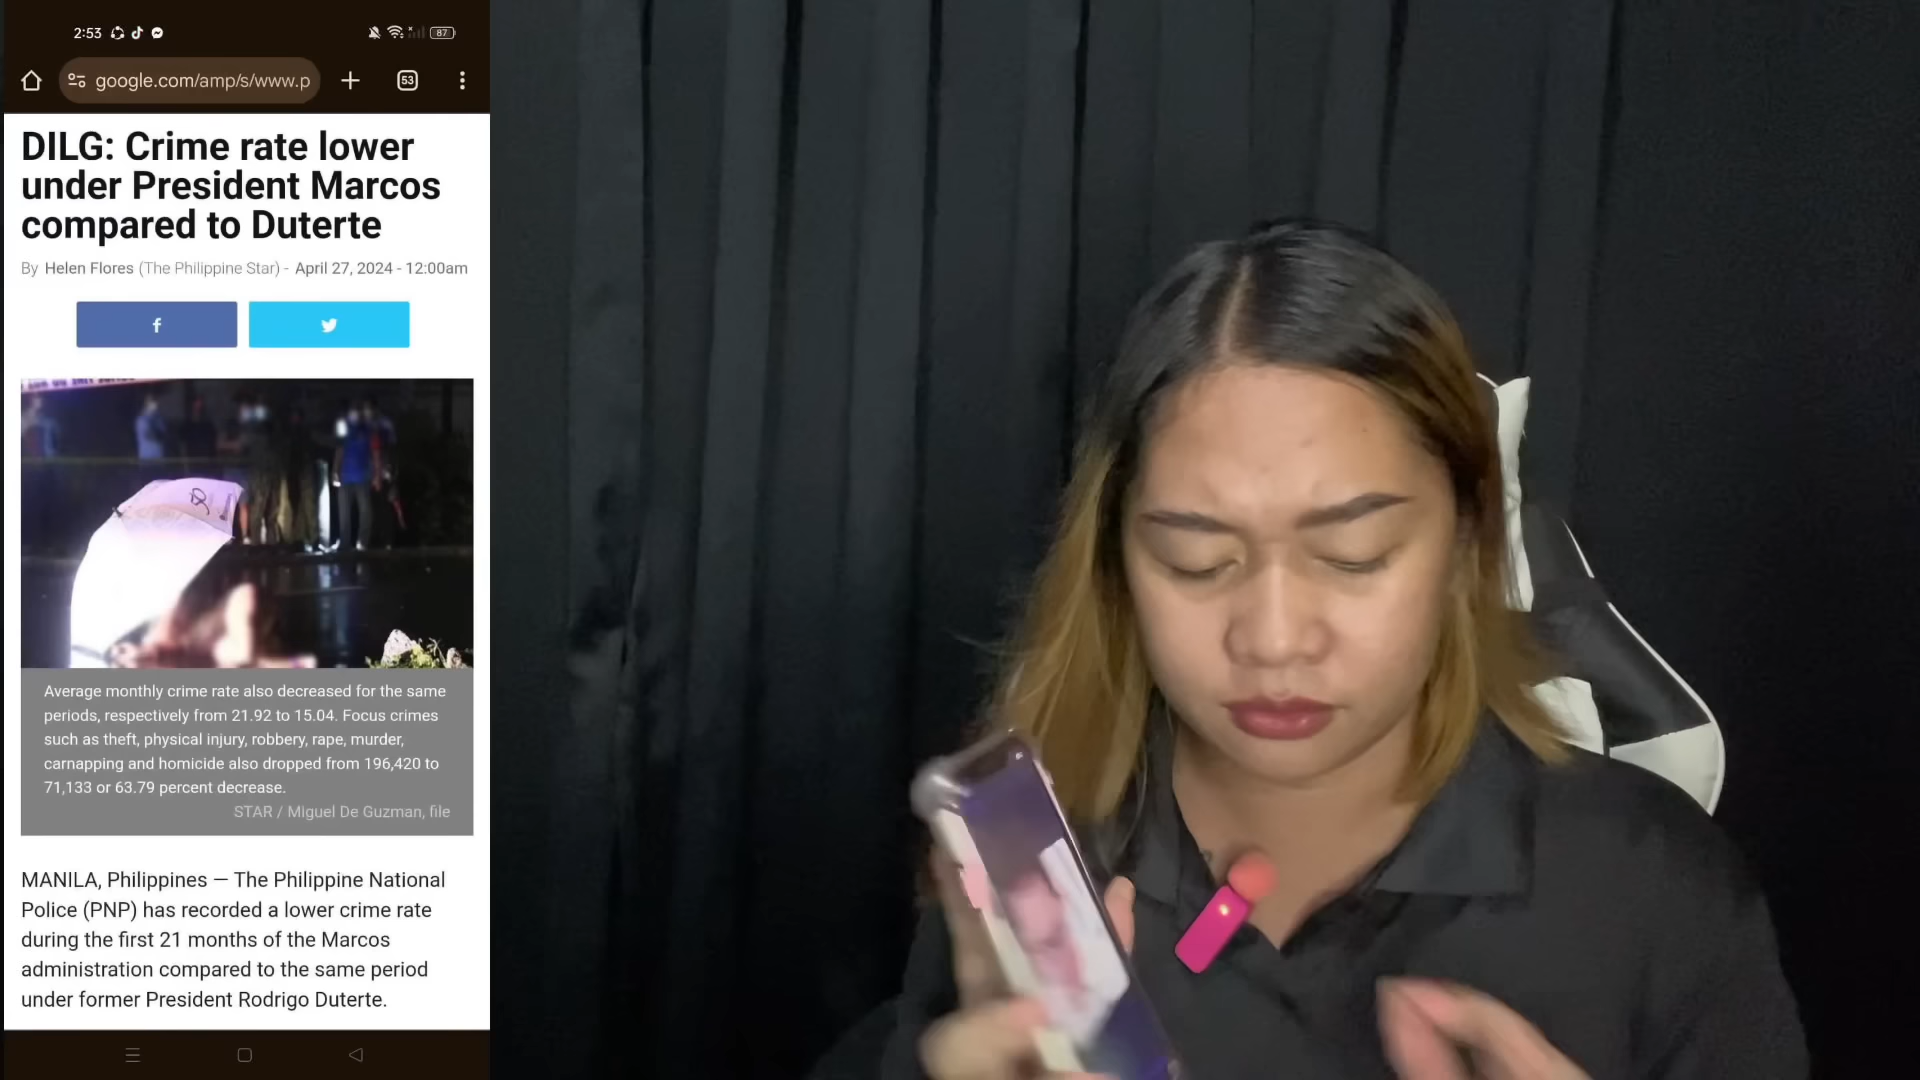 2:53
87
google.com/amp/s/www.p
53
DILG: Crime rate lower
under President Marcos
compared to Duterte
By Helen Flores (The Philippine Star) - April 27, 2024 - 12:00am
Average monthly crime rate also decreased for the same
periods, respectively from 21.92 to 15.04. Focus crimes
such as theft, physical injury, robbery, rape, murder,
carnapping and homicide also dropped from 196,420 to
71,133 or 63.79 percent decrease.
STAR / Miguel De Guzman, file
MANILA, Philippines — The Philippine National
Police (PNP) has recorded a lower crime rate
during the first 21 months of the Marcos
administration compared to the same period
under former President Rodrigo Duterte.